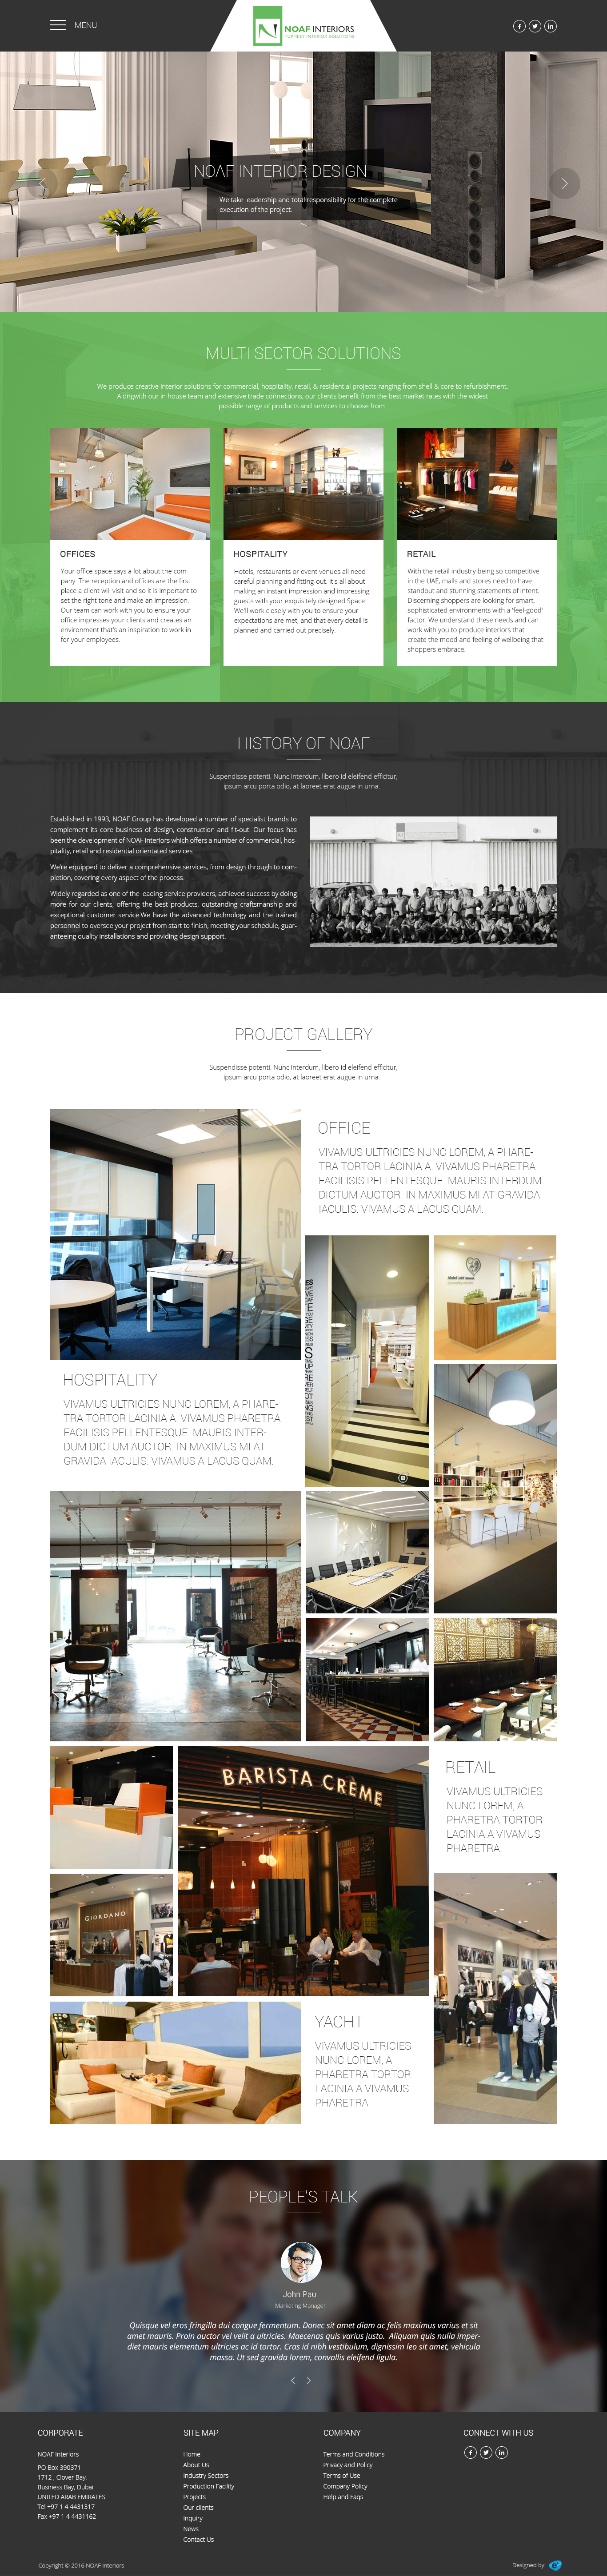 MENU
NOAF INTERIORS
TURNKEY INTERIOR SOLUTIONS
NOAF INTERIOR DESIGN
We take leadership and total responsibility for the complete
execution of the project.
MULTI SECTOR SOLUTIONS
We produce creative interior solutions for commercial, hospitality, retail, & residential projects ranging from shell & core to refurbishment.
Alongwith our in house team and extensive trade connections, our clients benefit from the best market rates with the widest
possible range of products and services to choose from.
OFFICES
Your office space says a lot about the com-
pany. The reception and offices are the first
place a client will visit and so it is important to
set the right tone and make an impression.
Our team can work with you to ensure your
office impresses your clients and creates an
environment that's an inspiration to work in
for your employees.
HOSPITALITY
Hotels, restaurants or event venues all need
careful planning and fitting-out. It's all about
making an instant impression and impressing
guests with your exquisitely designed Space.
We'll work closely with you to ensure your
expectations are met, and that every detail is
planned and carried out precisely.
RETAIL
With the retail industry being so competitive
in the UAE, malls and stores need to have
standout and stunning statements of intent.
Discerning shoppers are looking for smart,
sophisticated environments with a 'feel-good'
factor. We understand these needs and can
work with you to produce interiors that
create the mood and feeling of wellbeing that
shoppers embrace.
HISTORY OF NOAF
Suspendisse potenti. Nunc interdum, libero id eleifend efficitur,
ipsum arcu porta odio, at laoreet erat augue in urna.
Established in 1993, NOAF Group has developed a number of specialist brands to
complement its core business of design, construction and fit-out. Our focus has
been the development of NOAF Interiors which offers a number of commercial, hos-
pitality, retail and residential orientated services.
We're equipped to deliver a comprehensive services, from design through to com-
pletion, covering every aspect of the process.
Widely regarded as one of the leading service providers, achieved success by doing
more for our clients, offering the best products, outstanding craftsmanship and
exceptional customer service.We have the advanced technology and the trained
personnel to oversee your project from start to finish, meeting your schedule, guar-
anteeing quality installations and providing design support.
PROJECT GALLERY
Suspendisse potenti. Nunc interdum, libero id eleifend efficitur,
ipsum arcu porta odio, at laoreet erat augue in urna.
OFFICE
VIVAMUS ULTRICIES NUNC LOREM, A PHARE-
TRA TORTOR LACINIA A. VIVAMUS PHARETRA
FACILISIS PELLENTESQUE. MAURIS INTERDUM
DICTUM AUCTOR. IN MAXIMUS MI AT GRAVIDA
IACULIS. VIVAMUS A LACUS QUAM.
HOSPITALITY
VIVAMUS ULTRICIES NUNC LOREM, A PHARE-
TRA TORTOR LACINIA A. VIVAMUS PHARETRA
FACILISIS PELLENTESQUE. MAURIS INTER-
DUM DICTUM AUCTOR. IN MAXIMUS MI AT
GRAVIDA IACULIS. VIVAMUS A LACUS QUAM.
BARISTA CRÈME
GIORDANO
RETAIL
VIVAMUS ULTRICIES
NUNC LOREM, A
PHARETRA TORTOR
LACINIA A VIVAMUS
PHARETRA
YACHT
VIVAMUS ULTRICIES
NUNC LOREM, A
PHARETRA TORTOR
LACINIA A VIVAMUS
PHARETRA
PEOPLE'S TALK
John Paul
Marketing Manager
Quisque vel eros fringilla dui congue fermentum. Donec sit amet diam ac felis maximus varius et sit
amet mauris. Proin auctor vel velit a ultricies. Maecenas quis varius justo. Aliquam quis nulla imper-
diet mauris elementum ultricies ac id tortor. Cras id nibh vestibulum, dignissim leo sit amet, vehicula
massa. Ut sed gravida lorem, convallis eleifend ligula.
CORPORATE
NOAF Interiors
PO Box 390371
1712 , Clover Bay,
Business Bay, Dubai
UNITED ARAB EMIRATES
Tel +97 1 4 4431317
Fax +97 1 4 4431162
SITE MAP
Home
About Us
Industry Sectors
Production Facility
Projects
Our clients
Inquiry
News
Contact Us
COMPANY
Terms and Conditions
Privacy and Policy
Terms of Use
Company Policy
Help and Faqs
CONNECT WITH US
Copyright © 2016 NOAF Interiors
Designed by: